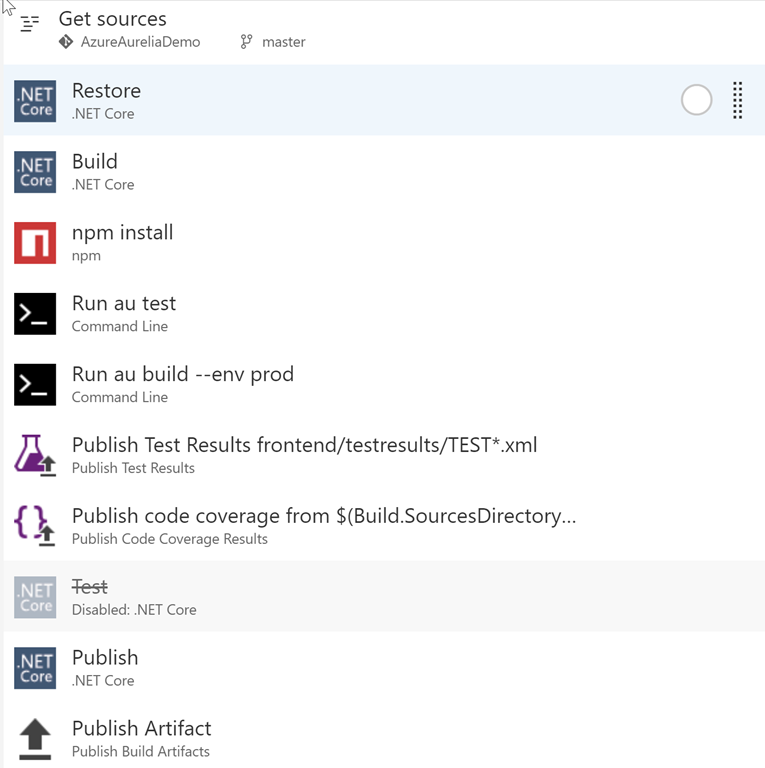 Get sources
AzureAureliaDemo master
.NET Core
Restore
.NET Core
.NET Core
Build
.NET Core
npm install
npm
>_
Run au test
Command Line
>_
Run au build --env prod
Command Line
Publish Test Results frontend/testresults/TEST*.xml
Publish Test Results
{ }
Publish code coverage from $(Build.SourcesDirectory...
Publish Code Coverage Results
.NET Core
Test
Disabled: .NET Core
.NET Core
Publish
.NET Core
Publish Artifact
Publish Build Artifacts